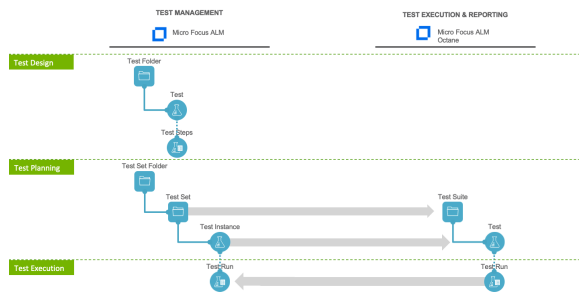 TEST MANAGEMENT
TEST EXECUTION & REPORTING
Micro Focus ALM
Micro Focus ALM
Octane
Test Design
Test Folder
Test
Test Steps
Test Planning
Test Set Folder
Test Set
Test Suite
Test Instance
Test
Test Execution
Test Run
Test Run